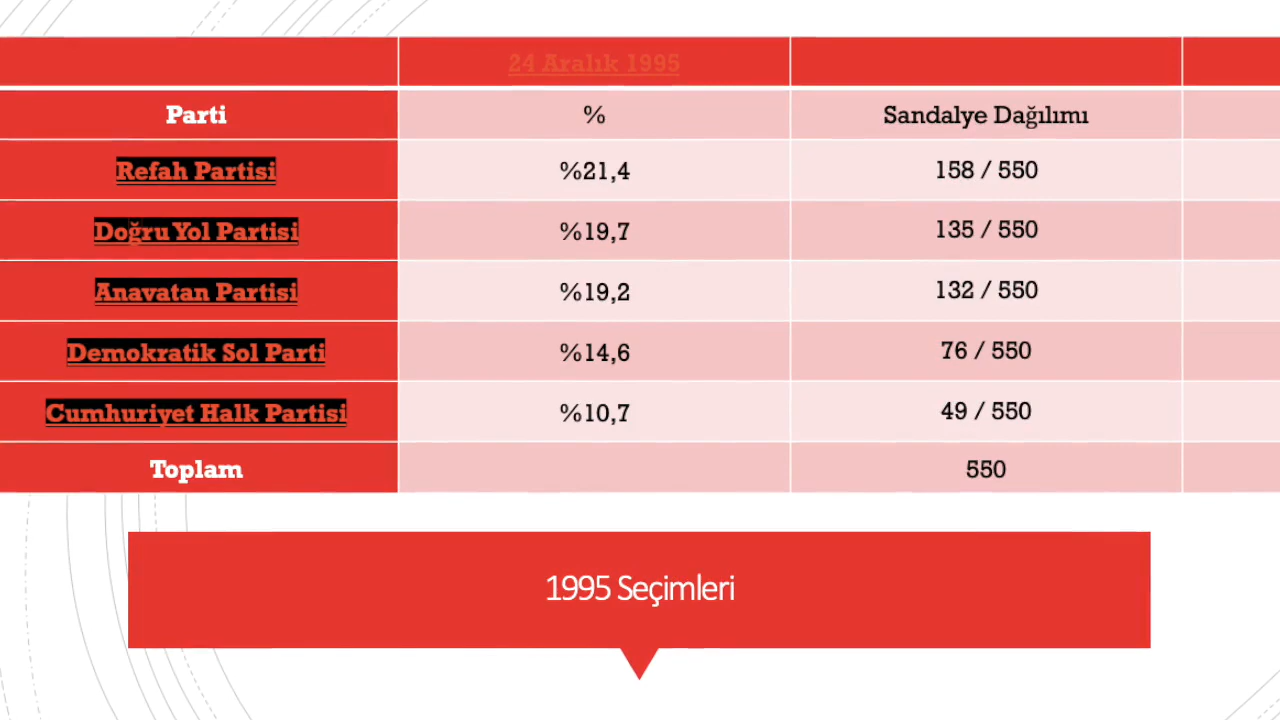 24 Aralık 1995
Parti % Sandalye Dağılımı
Refah Partisi %21,4 158 / 550
Doğru Yol Partisi %19,7 135 / 550
Anavatan Partisi %19,2 132 / 550
Demokratik Sol Parti %14,6 76 / 550
Cumhuriyet Halk Partisi %10,7 49 / 550
Toplam 550
1995 Seçimleri